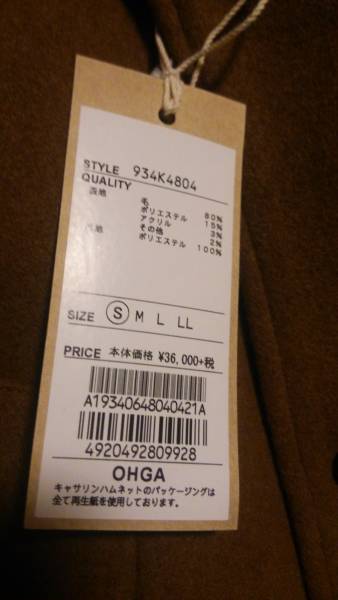 STYLE 934K4804
QUALITY
表地 毛 80%
ポリエステル 15%
アクリル 3%
その他 2%
裏地 ポリエステル 100%
SIZE S M L LL
PRICE 本体価格 ¥36,000+税
A19340648040421A
4920492809928
OHGA
キャサリンハムネットのパッケージングは
全て再生紙を使用しております。